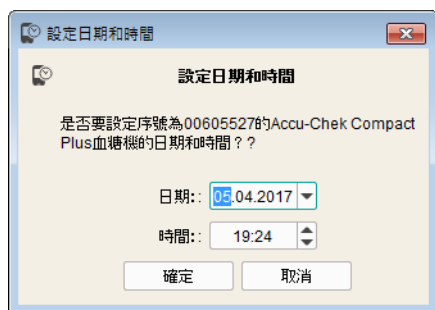 設定日期和時間
設定日期和時間
是否要設定序號為00605527的Accu-Chek Compact
Plus血糖機的日期和時間？？
日期:： 05.04.2017
時間:： 19:24
確定 取消